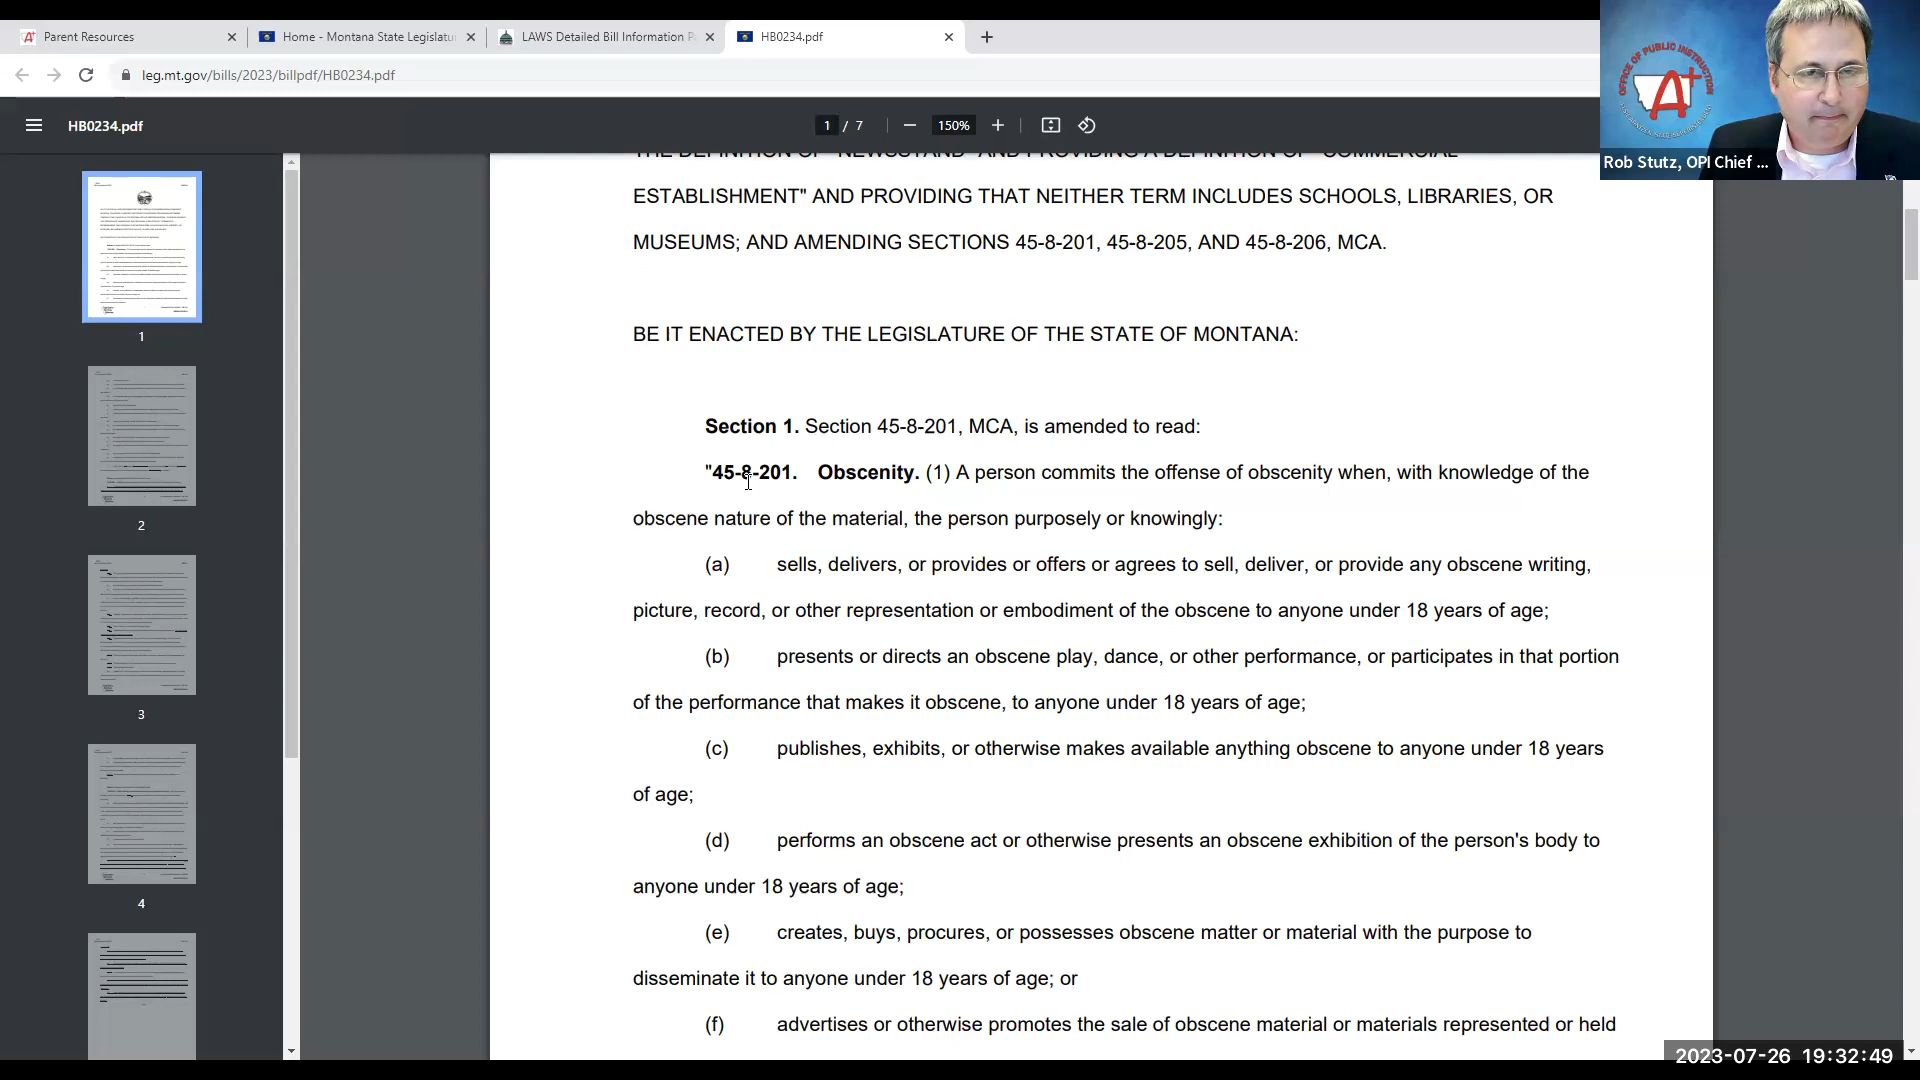 Parent Resources
Home - Montana State Legislatu
LAWS Detailed Bill Information P
HB0234.pdf
leg.mt.gov/bills/2023/billpdf/HB0234.pdf
HB0234.pdf
1 / 7
150%
OFFICE OF PUBLIC INSTRUCTION
A+
Rob Stutz, OPI Chief ...
THE DEFINITION OF "NEWSSTAND" AND PROVIDING A DEFINITION OF "COMMERCIAL
ESTABLISHMENT" AND PROVIDING THAT NEITHER TERM INCLUDES SCHOOLS, LIBRARIES, OR
MUSEUMS; AND AMENDING SECTIONS 45-8-201, 45-8-205, AND 45-8-206, MCA.
BE IT ENACTED BY THE LEGISLATURE OF THE STATE OF MONTANA:
Section 1. Section 45-8-201, MCA, is amended to read:
"45-8-201. Obscenity. (1) A person commits the offense of obscenity when, with knowledge of the
obscene nature of the material, the person purposely or knowingly:
(a) sells, delivers, or provides or offers or agrees to sell, deliver, or provide any obscene writing,
picture, record, or other representation or embodiment of the obscene to anyone under 18 years of age;
(b) presents or directs an obscene play, dance, or other performance, or participates in that portion
of the performance that makes it obscene, to anyone under 18 years of age;
(c) publishes, exhibits, or otherwise makes available anything obscene to anyone under 18 years
of age;
(d) performs an obscene act or otherwise presents an obscene exhibition of the person's body to
anyone under 18 years of age;
(e) creates, buys, procures, or possesses obscene matter or material with the purpose to
disseminate it to anyone under 18 years of age; or
(f) advertises or otherwise promotes the sale of obscene material or materials represented or held
1
2
3
4
2023-07-26 19:32:49